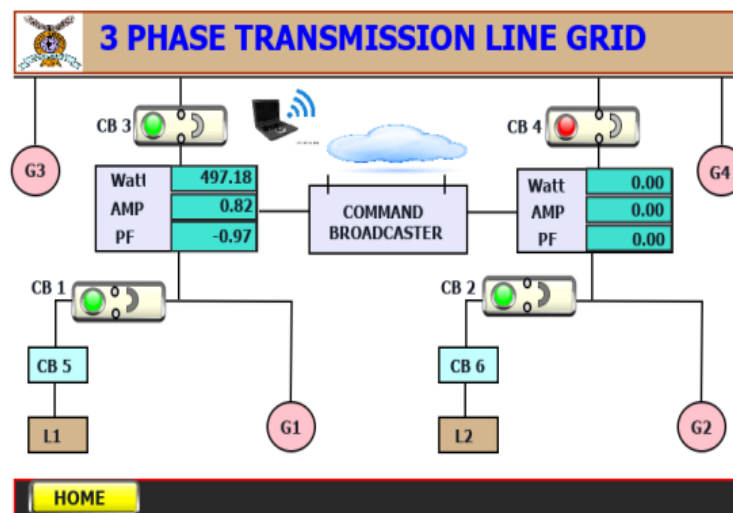 3 PHASE TRANSMISSION LINE GRID
CB 3
CB 4
G3
G4
Watt 497.18
AMP 0.82
PF -0.97
COMMAND
BROADCASTER
Watt 0.00
AMP 0.00
PF 0.00
CB 1
CB 2
CB 5
CB 6
L1
G1
L2
G2
HOME